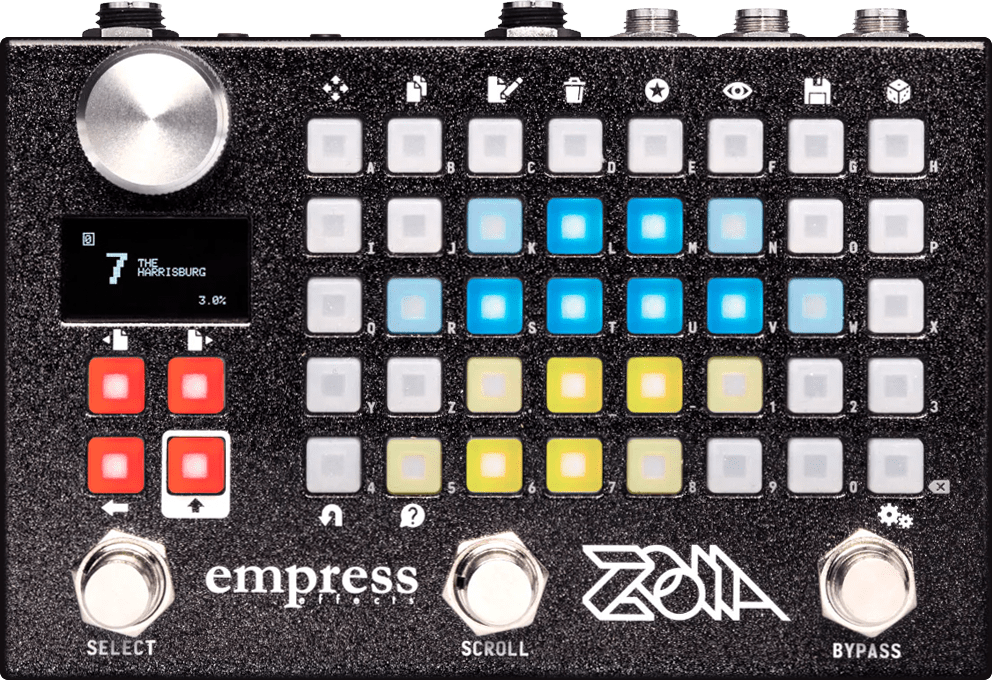 A B C D E F G H
0
7 THE
HARRISBURG
3.0%
I J K L M N O P
Q R S T U V W X
Y Z . _ - 1 2 3
4 5 6 7 8 9 0
?
empress
effects
ZOIA
SELECT
SCROLL
BYPASS